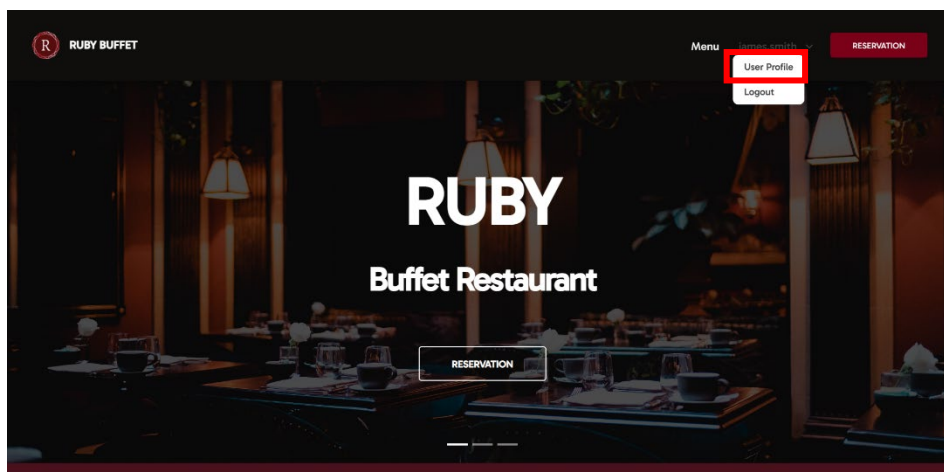 R RUBY BUFFET
Menu james.smith RESERVATION
User Profile
Logout
RUBY
Buffet Restaurant
RESERVATION